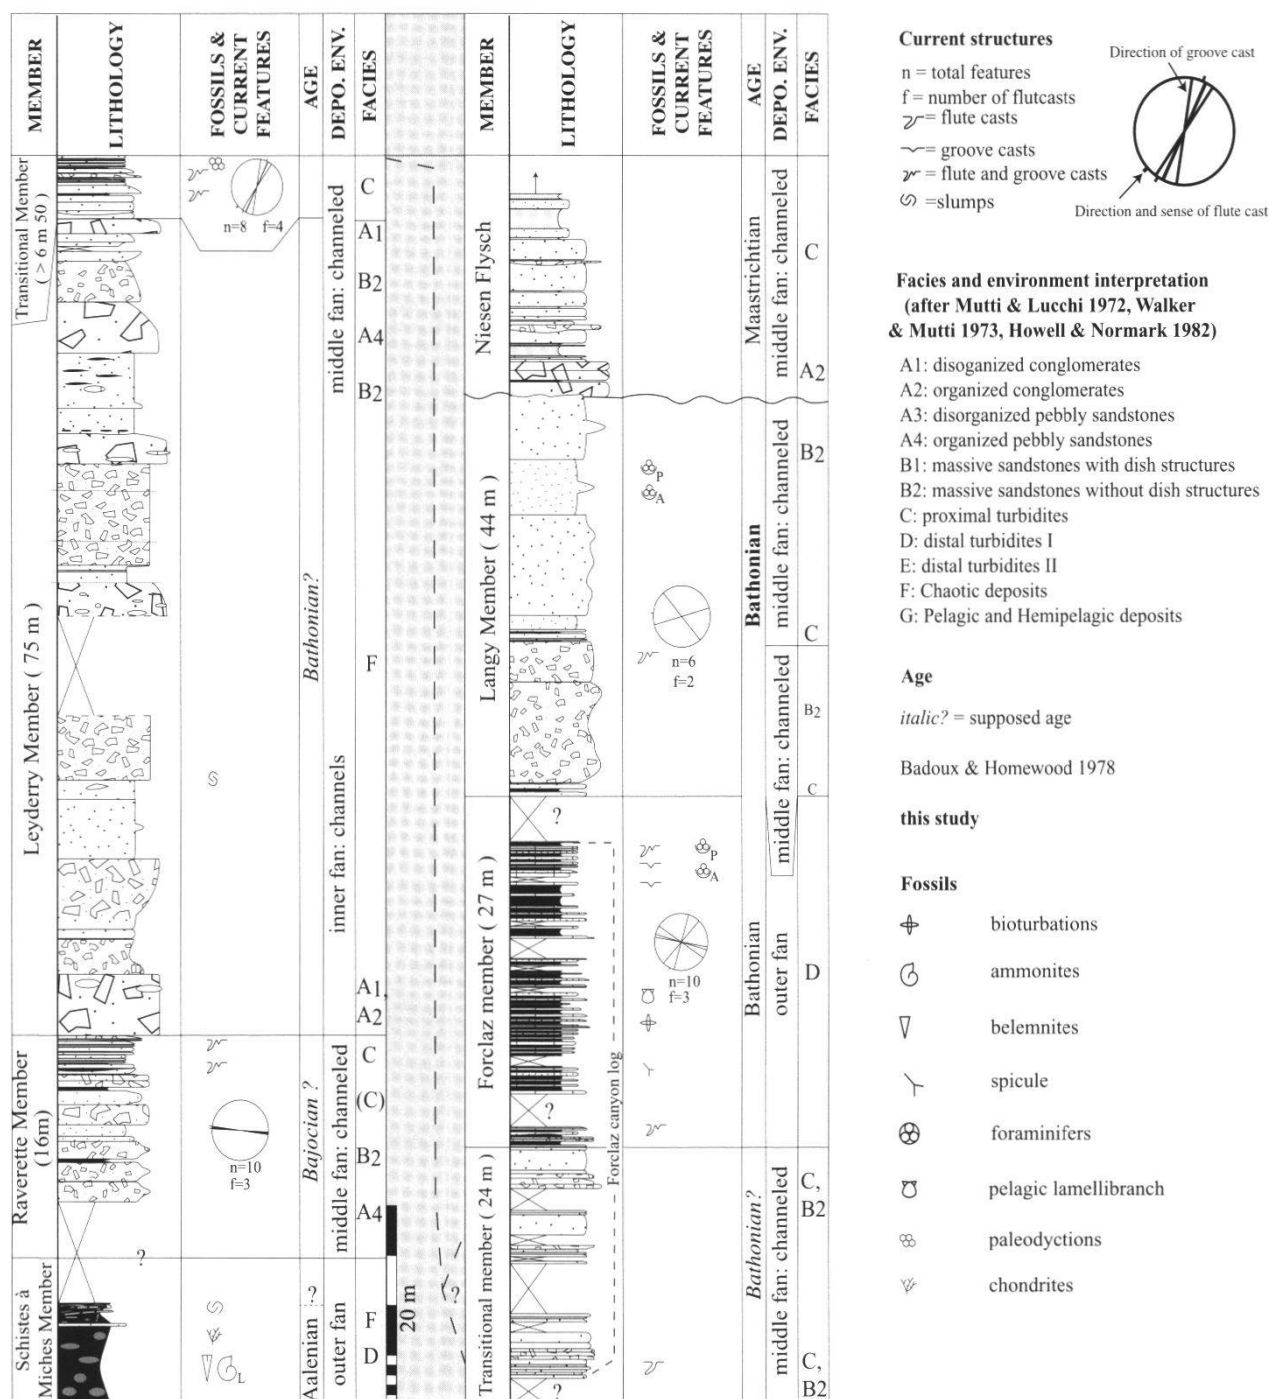 MEMBER
LITHOLOGY
FOSSILS &
CURRENT
FEATURES
AGE
DEPO. ENV.
FACIES
Transitional Member
( > 6 m 50 )
n=8 f=4
middle fan: channeled
C
A1
B2
A4
B2
Leyderry Member ( 75 m )
Bathonian?
F
inner fan: channels
A1,
A2
Raverette Member
(16m)
n=10
f=3
Bajocian ?
middle fan: channeled
C
(C)
B2
A4
?
Schistes à
Miches Member
L
?
Aalenian
outer fan
F
D
20 m
?
MEMBER
LITHOLOGY
FOSSILS &
CURRENT
FEATURES
AGE
DEPO. ENV.
FACIES
Niesen Flysch
Maastrichtian
middle fan: channeled
C
A2
Langy Member ( 44 m )
P
A
n=6
f=2
Bathonian
middle fan: channeled
B2
C
middle fan: channeled
B2
C
Forclaz member ( 27 m )
?
?
P
A
n=10
f=3
Forclaz canyon log
Bathonian
outer fan
D
Transitional member ( 24 m )
?
Bathonian?
middle fan: channeled
C,
B2
C,
B2
Current structures
n = total features
f = number of flutcasts
= flute casts
= groove casts
= flute and groove casts
=slumps
Direction of groove cast
Direction and sense of flute cast
Facies and environment interpretation
(after Mutti & Lucchi 1972, Walker
& Mutti 1973, Howell & Normark 1982)
A1: disoganized conglomerates
A2: organized conglomerates
A3: disorganized pebbly sandstones
A4: organized pebbly sandstones
B1: massive sandstones with dish structures
B2: massive sandstones without dish structures
C: proximal turbidites
D: distal turbidites I
E: distal turbidites II
F: Chaotic deposits
G: Pelagic and Hemipelagic deposits
Age
italic? = supposed age
Badoux & Homewood 1978
this study
Fossils
bioturbations
ammonites
belemnites
spicule
foraminifers
pelagic lamellibranch
paleodyctions
chondrites